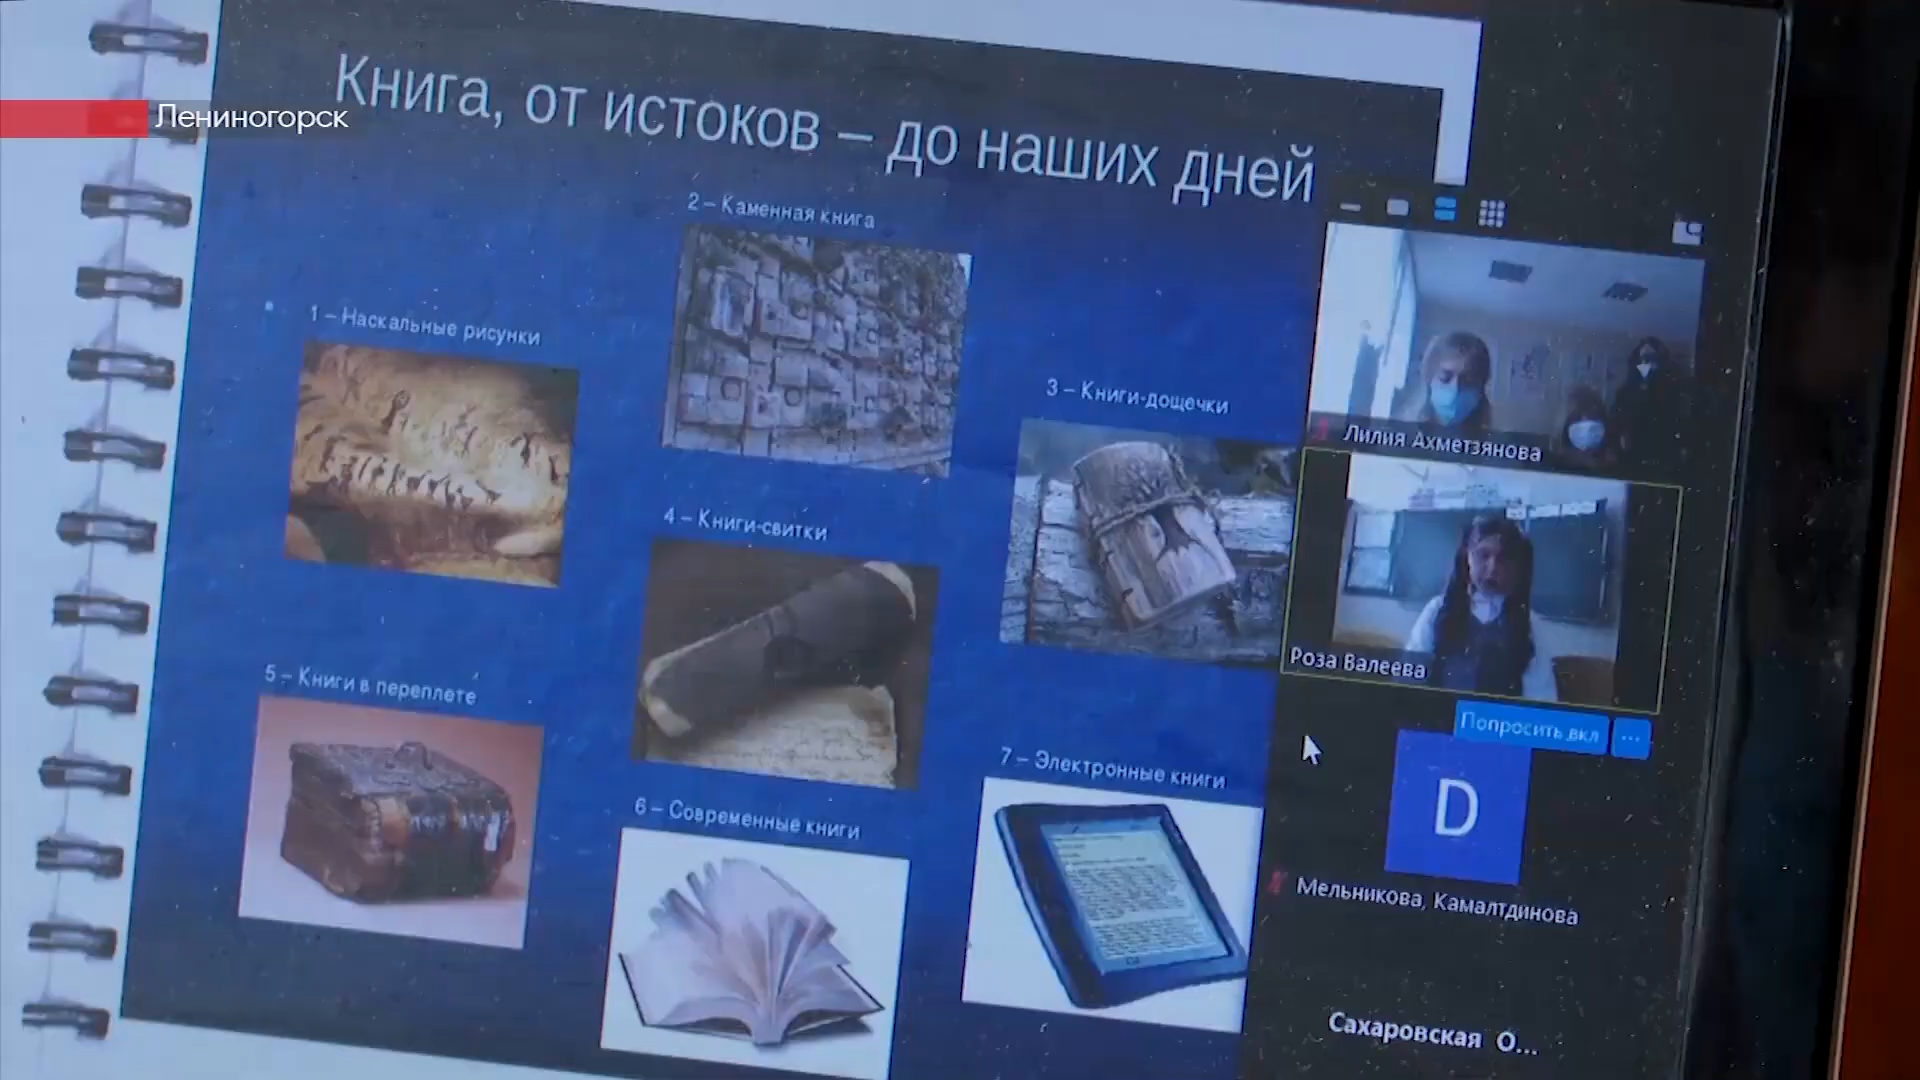 Лениногорск
Книга, от истоков – до наших дней
2 – Каменная книга
1 – Наскальные рисунки
3 – Книги-дощечки
4 – Книги-свитки
5 – Книги в переплете
7 – Электронные книги
6 – Современные книги
Лилия Ахметзянова
Роза Валеева
Попросить вкл ...
D
Мельникова, Камалтдинова
Сахаровская О...